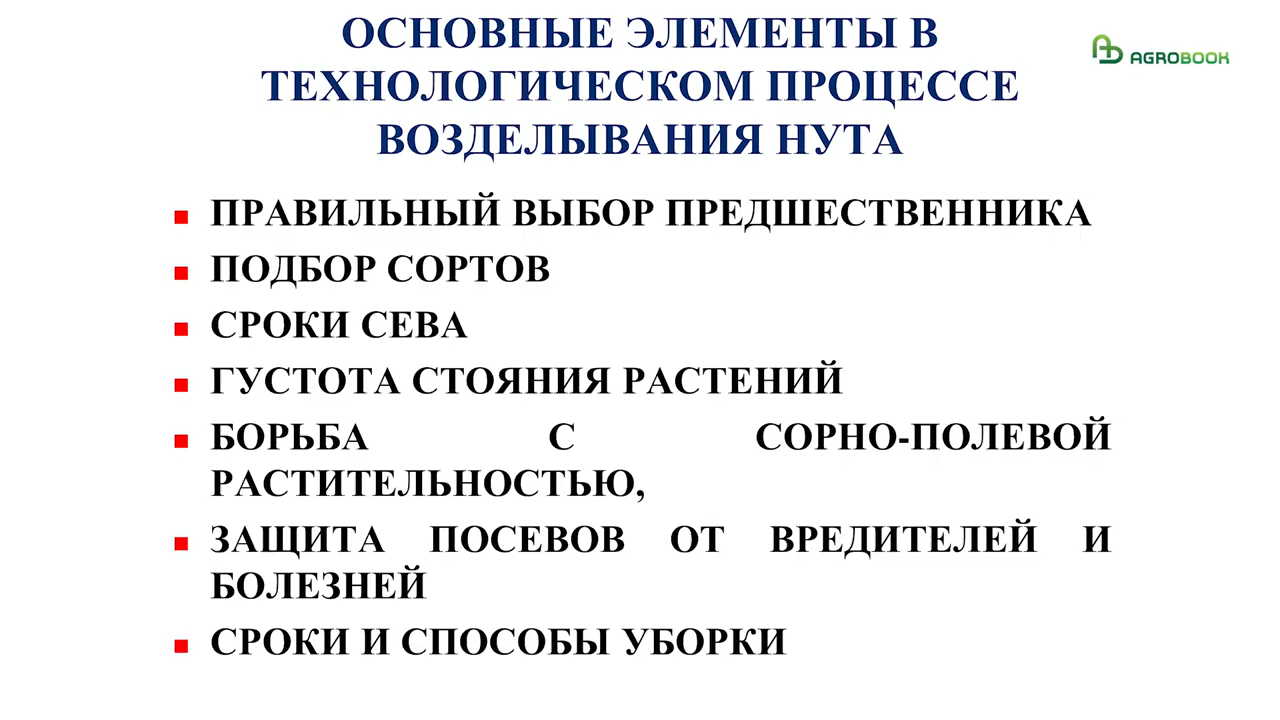 ОСНОВНЫЕ ЭЛЕМЕНТЫ В
ТЕХНОЛОГИЧЕСКОМ ПРОЦЕССЕ
ВОЗДЕЛЫВАНИЯ НУТА
AGROBOOK
ПРАВИЛЬНЫЙ ВЫБОР ПРЕДШЕСТВЕННИКА
ПОДБОР СОРТОВ
СРОКИ СЕВА
ГУСТОТА СТОЯНИЯ РАСТЕНИЙ
БОРЬБА С СОРНО-ПОЛЕВОЙ
РАСТИТЕЛЬНОСТЬЮ,
ЗАЩИТА ПОСЕВОВ ОТ ВРЕДИТЕЛЕЙ И
БОЛЕЗНЕЙ
СРОКИ И СПОСОБЫ УБОРКИ